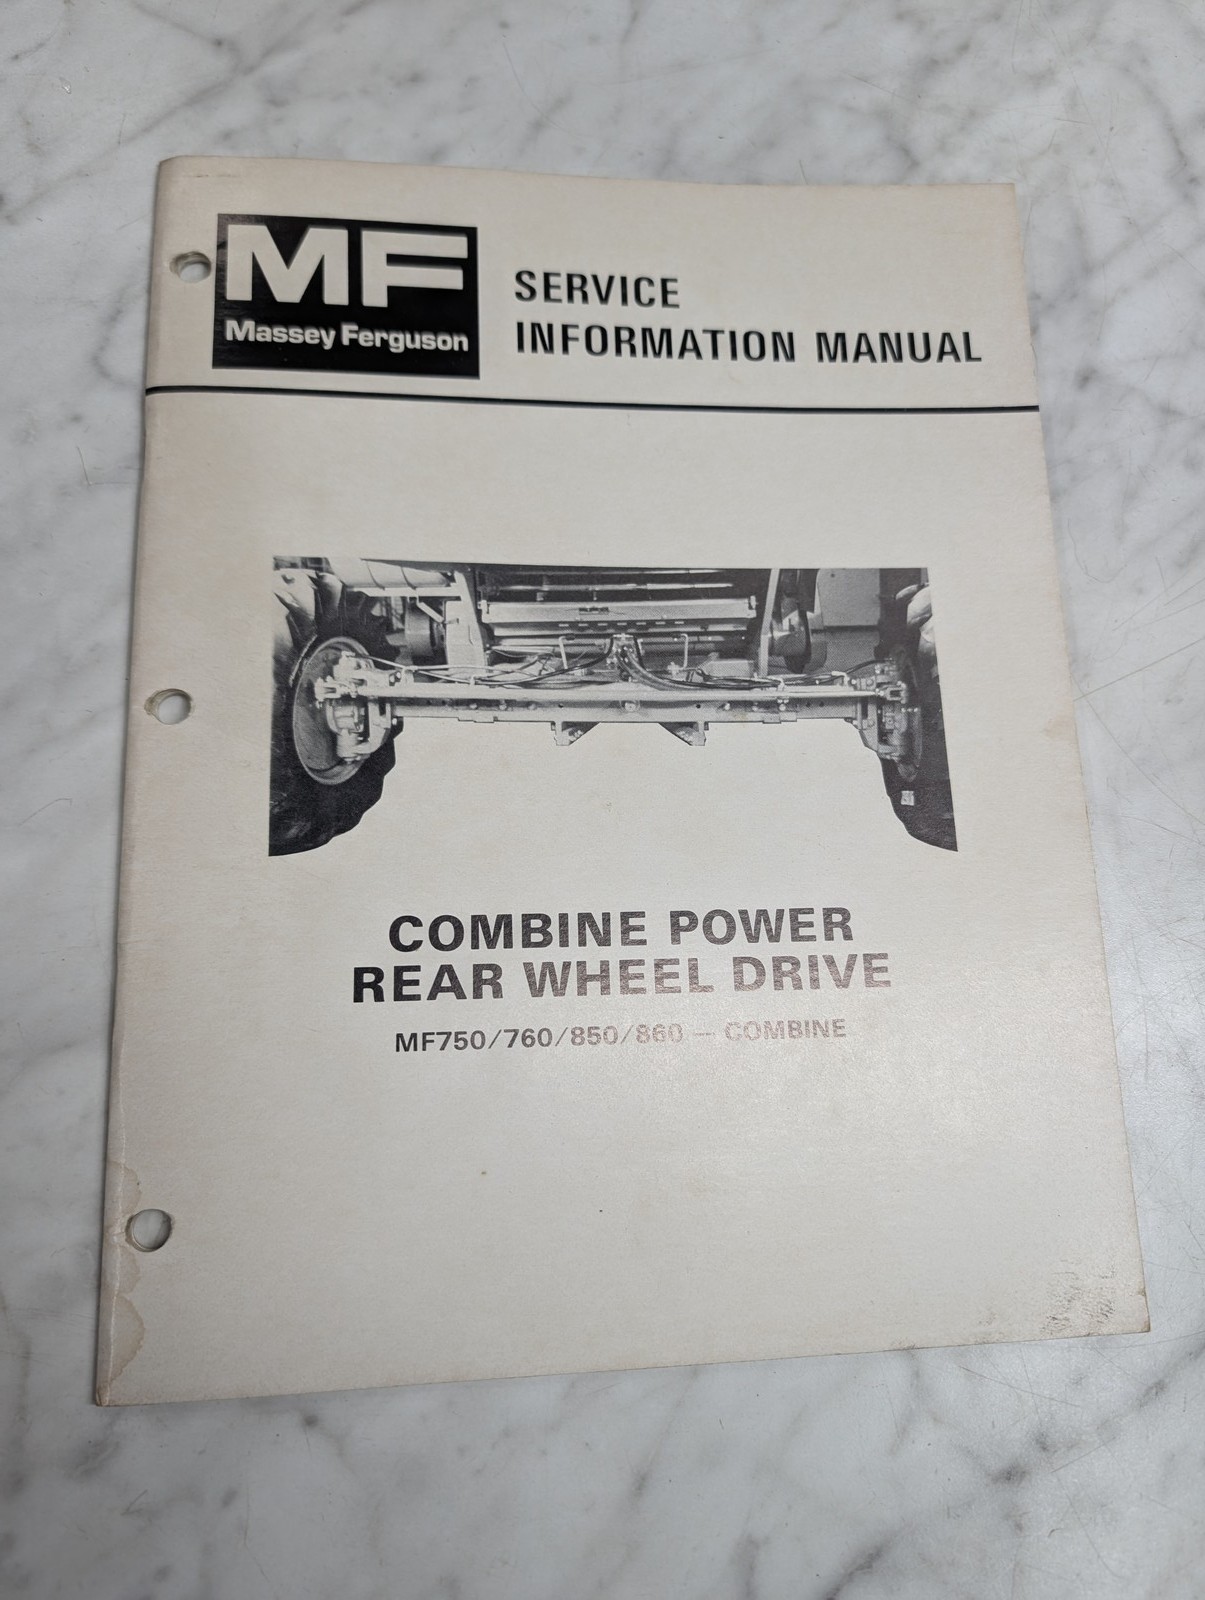 MF
Massey Ferguson
SERVICE
INFORMATION MANUAL
COMBINE POWER
REAR WHEEL DRIVE
MF750/760/850/860 — COMBINE